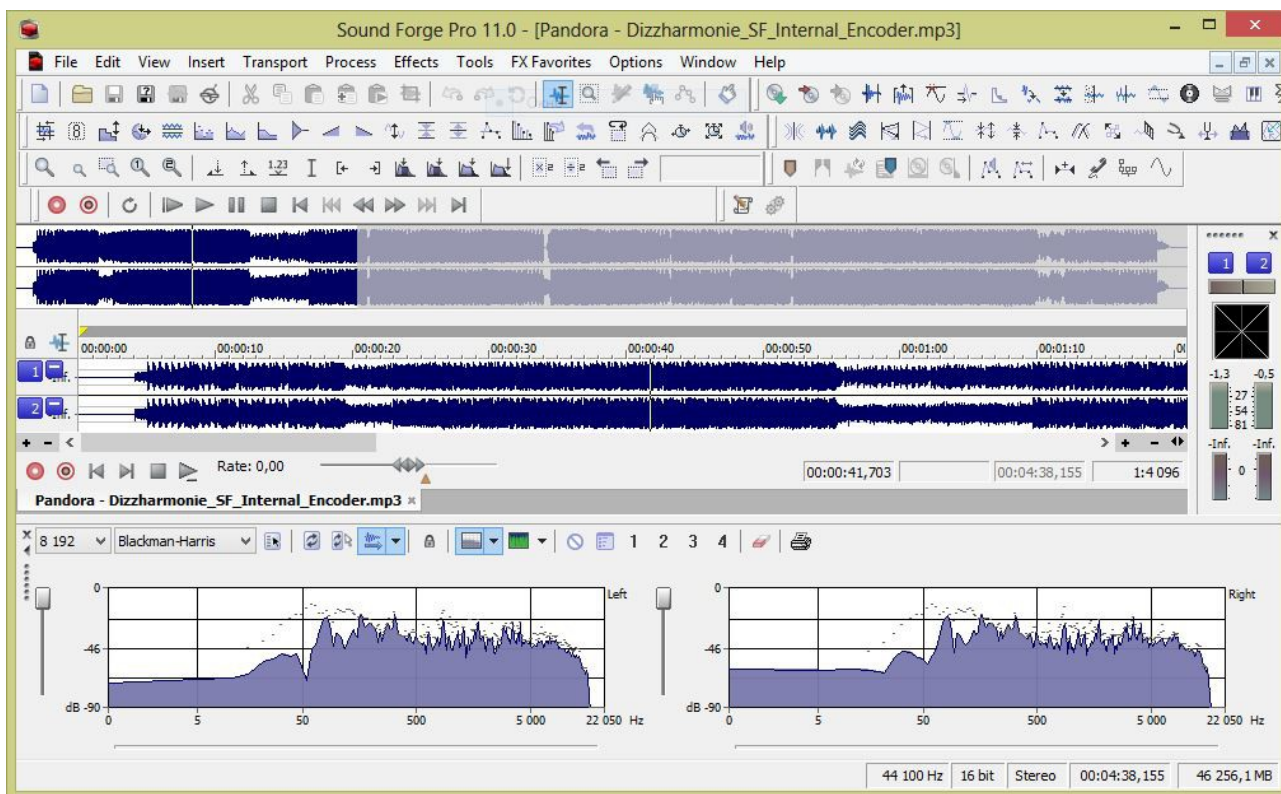 Sound Forge Pro 11.0 - [Pandora - Dizzharmonie_SF_Internal_Encoder.mp3]
File Edit View Insert Transport Process Effects Tools FX Favorites Options Window Help
1 2
00:00:00 00:00:10 00:00:20 00:00:30 00:00:40 00:00:50 00:01:00 00:01:10
1 -Inf.
2 -Inf.
-1,3 -0,5
27
54
81
-Inf. -Inf.
0
Rate: 0,00 00:00:41,703 00:04:38,155 1:4 096
Pandora - Dizzharmonie_SF_Internal_Encoder.mp3
8 192 Blackman-Harris 1 2 3 4
0 Left
-46
dB -90
0 5 50 500 5 000 22 050 Hz
0 Right
-46
dB -90
0 5 50 500 5 000 22 050 Hz
44 100 Hz 16 bit Stereo 00:04:38,155 46 256,1 MB